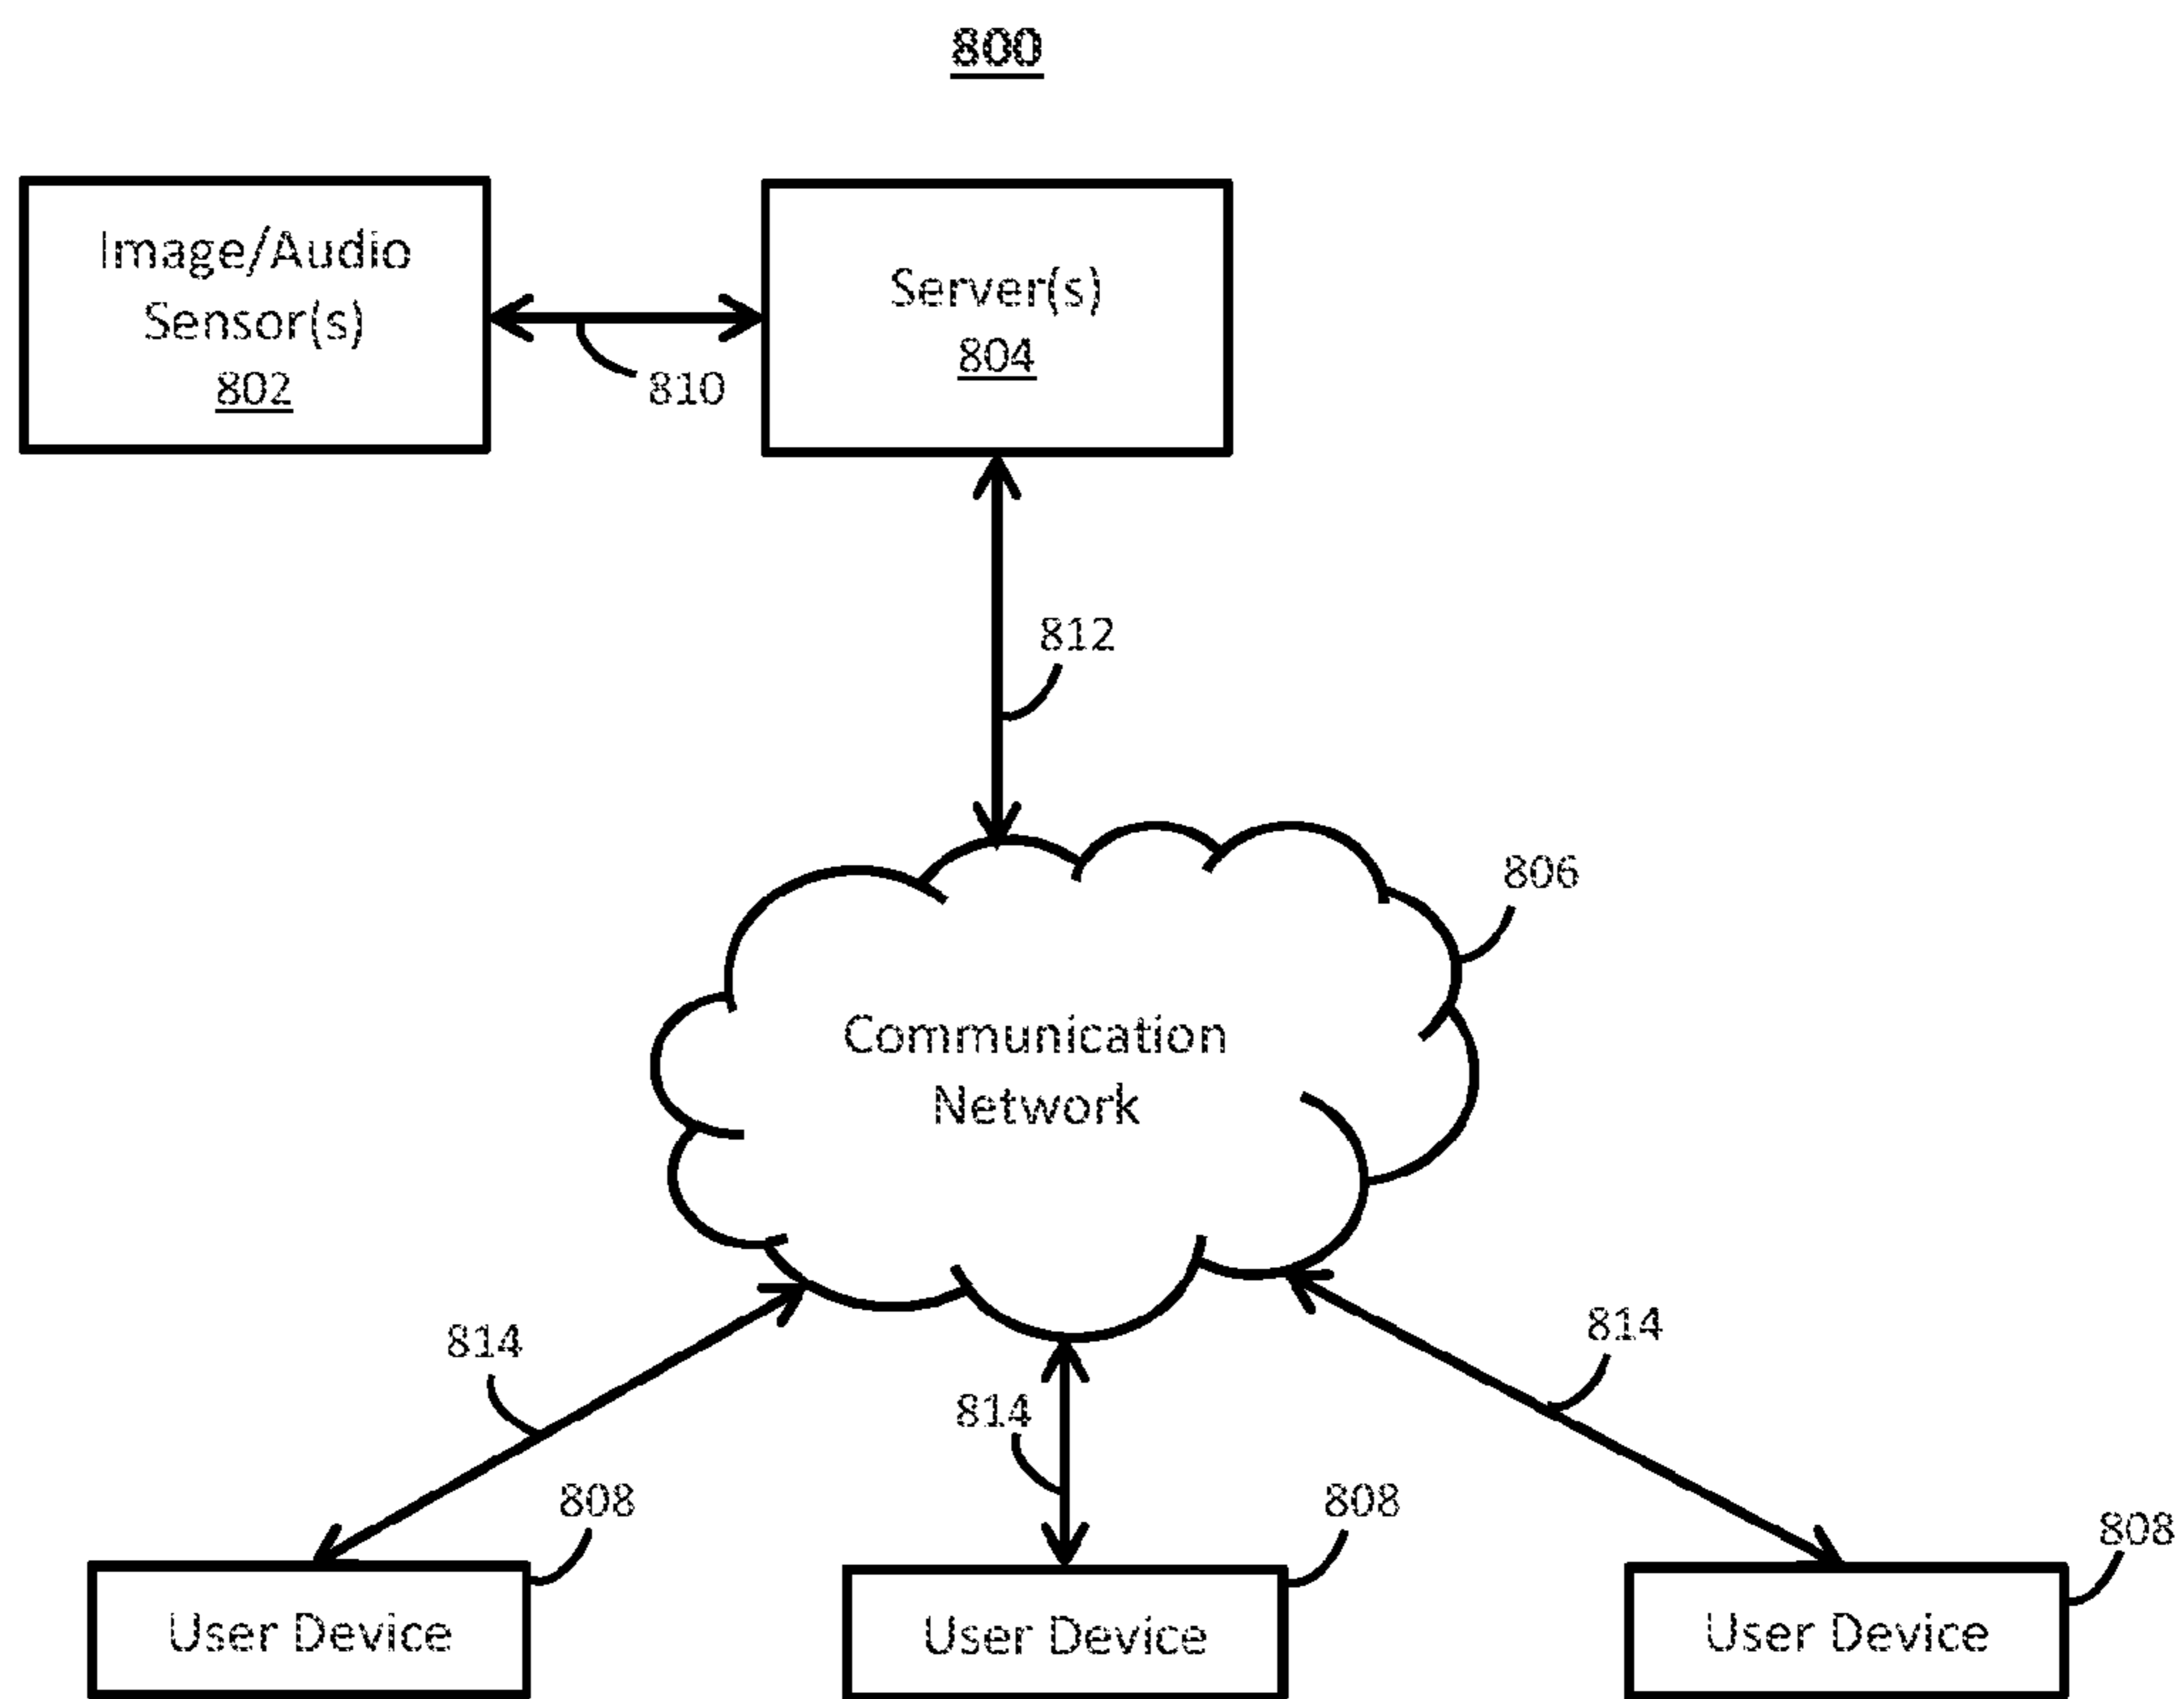 800
Image/Audio
Sensor(s)
802
810
Server(s)
804
812
806
Communication
Network
814
814
814
808
808
808
User Device
User Device
User Device